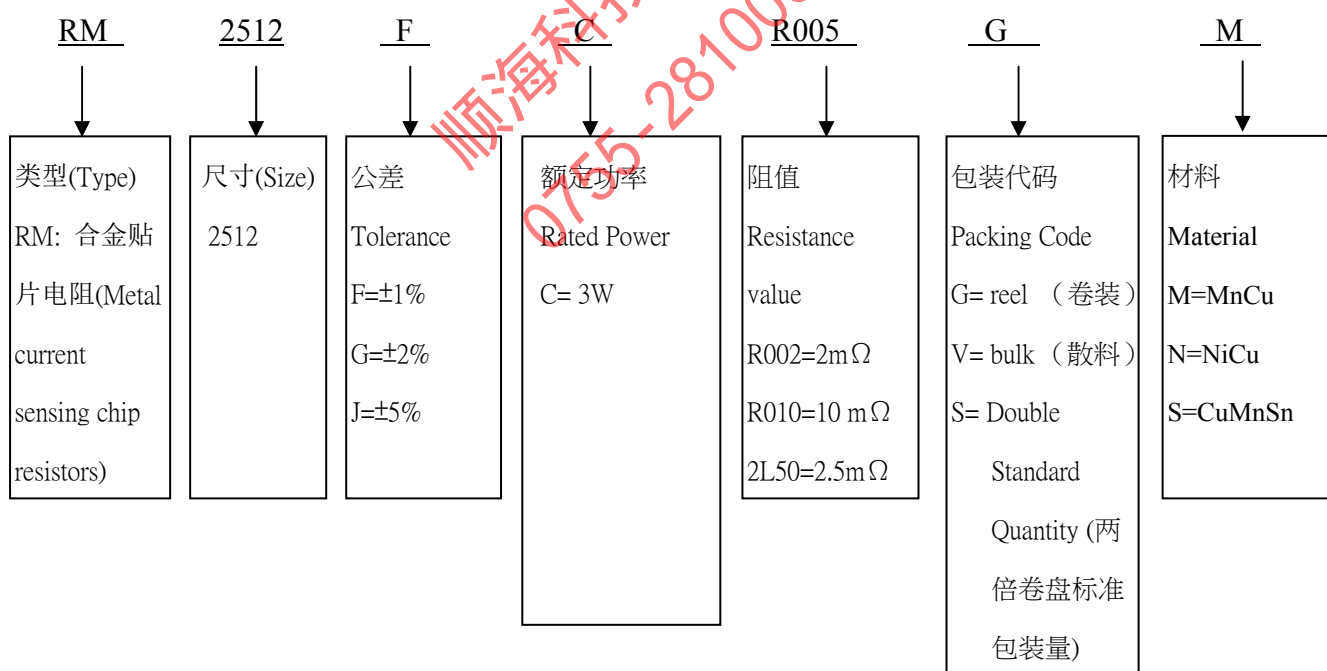 RM 2512 F C R005 G M
类型(Type)
RM: 合金贴
片电阻(Metal
current
sensing chip
resistors)
尺寸(Size)
2512
公差
Tolerance
F=±1%
G=±2%
J=±5%
额定功率
Rated Power
C= 3W
阻值
Resistance
value
R002=2mΩ
R010=10 mΩ
2L50=2.5mΩ
包装代码
Packing Code
G= reel （卷装）
V= bulk （散料）
S= Double
Standard
Quantity (两
倍卷盘标准
包装量)
材料
Material
M=MnCu
N=NiCu
S=CuMnSn
顺海科
0755-28100